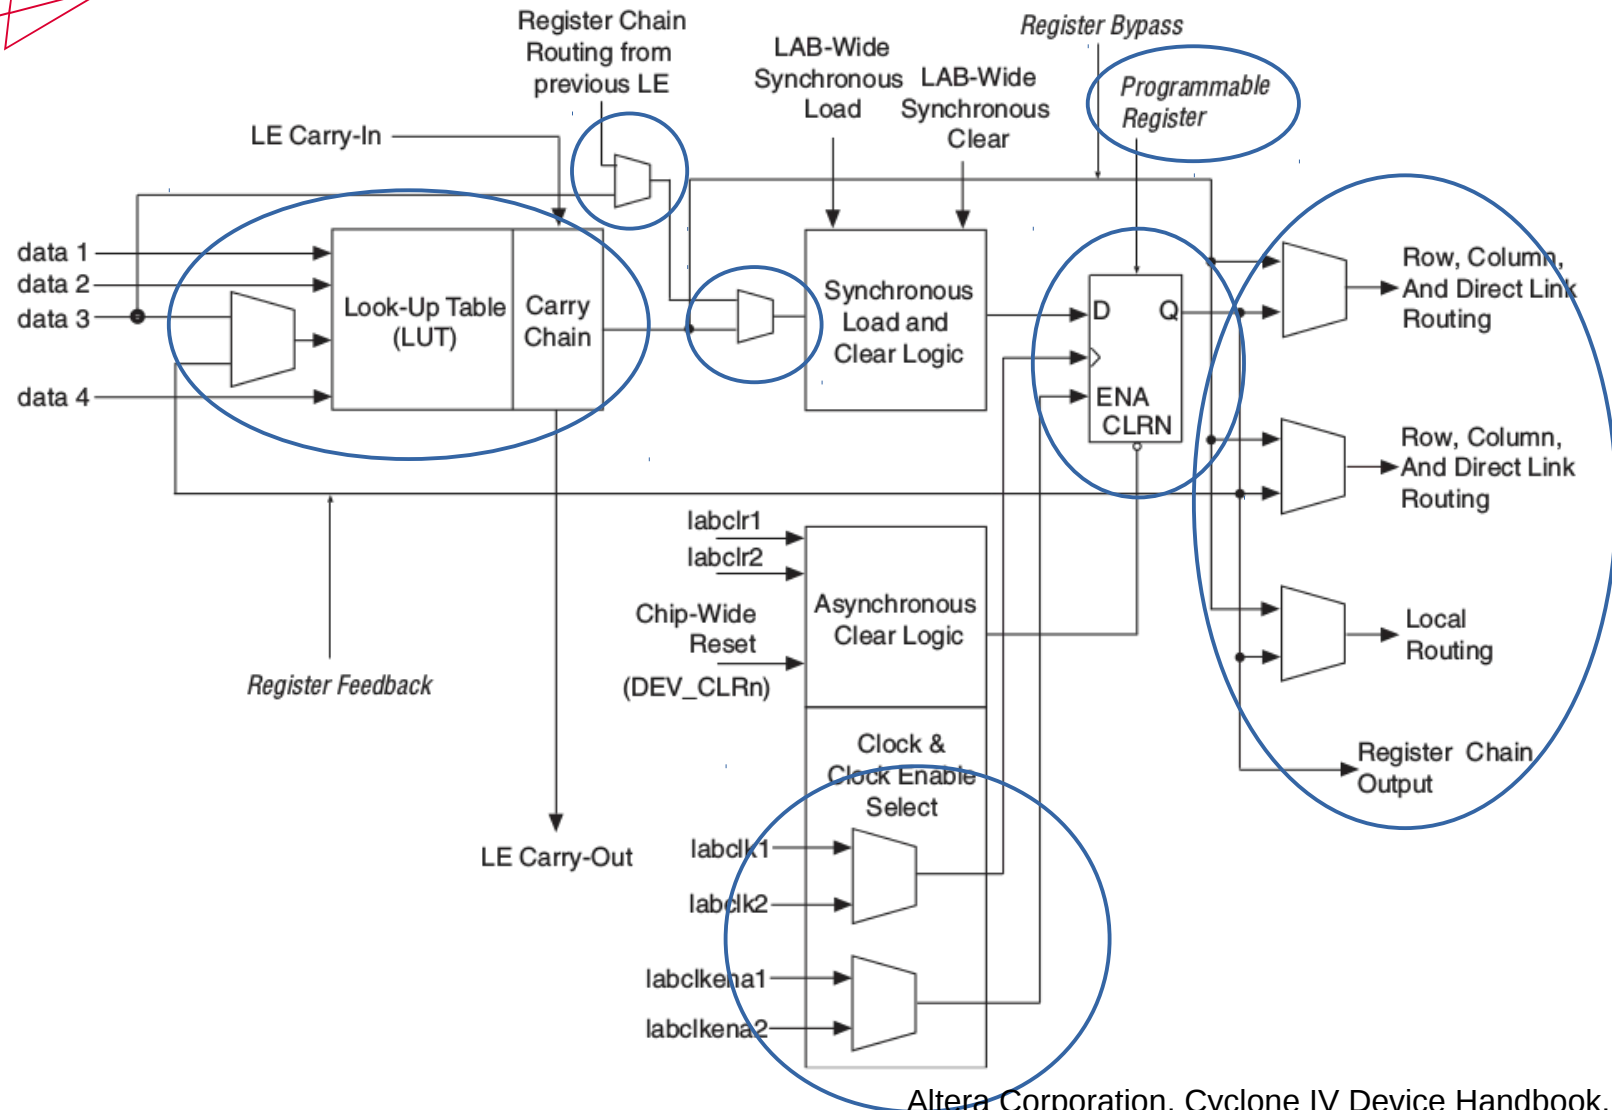 Register Chain
Routing from
previous LE
LAB-Wide
Synchronous
Load
LAB-Wide
Synchronous
Clear
Register Bypass
Programmable
Register
LE Carry-In
data 1
data 2
data 3
data 4
Look-Up Table
(LUT)
Carry
Chain
Synchronous
Load and
Clear Logic
D
Q
ENA
CLRN
Row, Column,
And Direct Link
Routing
Row, Column,
And Direct Link
Routing
Local
Routing
Register Chain
Output
Register Feedback
labclr1
labclr2
Chip-Wide
Reset
(DEV_CLRn)
Asynchronous
Clear Logic
Clock &
Clock Enable
Select
LE Carry-Out
labclk1
labclk2
labclkena1
labclkena2
Altera Corporation. Cyclone IV Device Handbook.